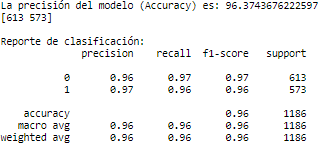 La precisión del modelo (Accuracy) es: 96.3743676222597
[613 573]
Reporte de clasificación:
precision recall f1-score support
0 0.96 0.97 0.97 613
1 0.97 0.96 0.96 573
accuracy 0.96 1186
macro avg 0.96 0.96 0.96 1186
weighted avg 0.96 0.96 0.96 1186